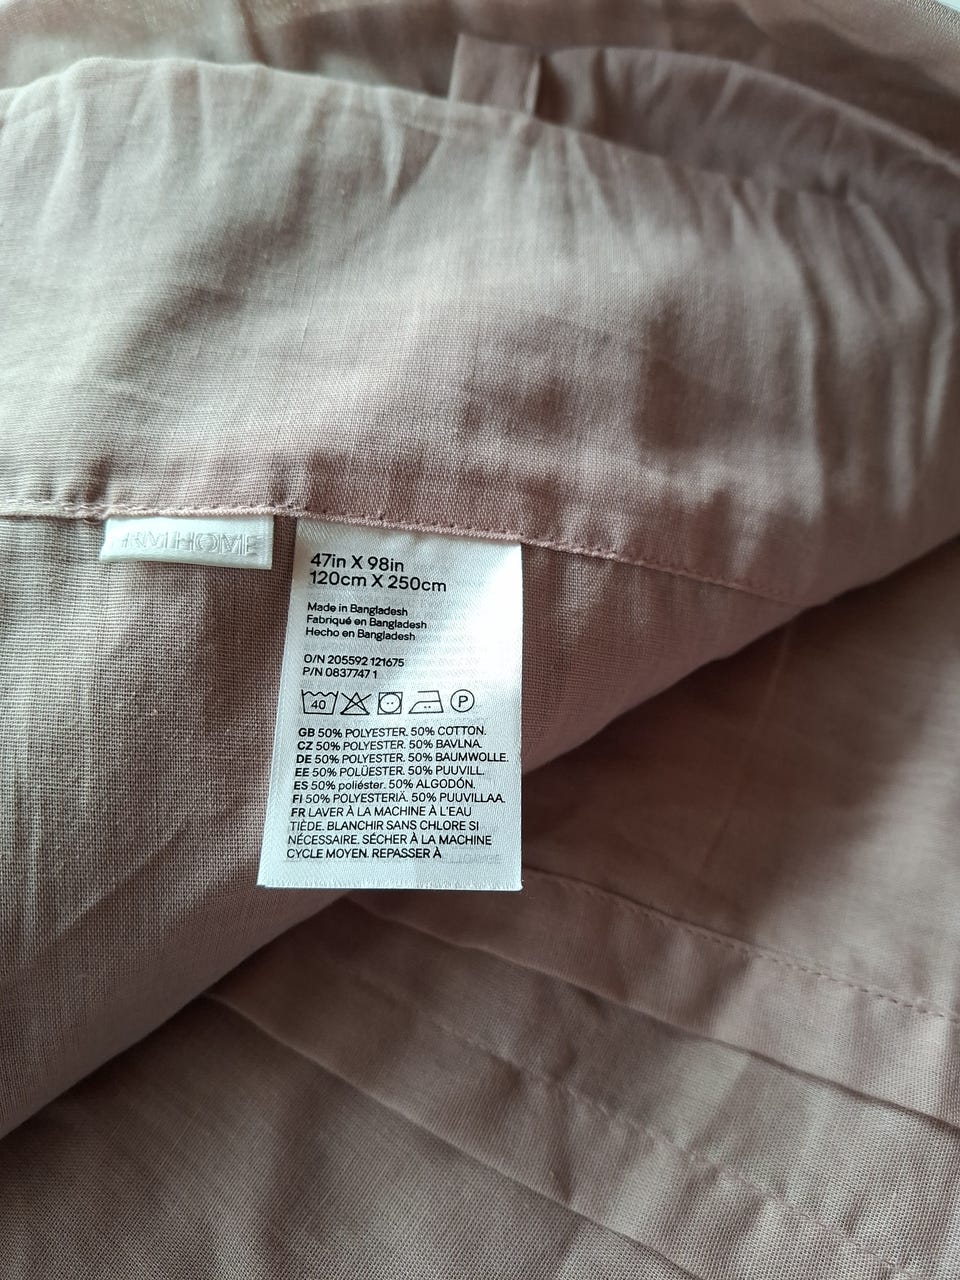 47in X 98in
120cm X 250cm
Made in Bangladesh
Fabriqué en Bangladesh
Hecho en Bangladesh
O/N 205592 121675
P/N 0837747 1
40 P
GB 50% POLYESTER. 50% COTTON.
CZ 50% POLYESTER. 50% BAVLNA.
DE 50% POLYESTER. 50% BAUMWOLLE.
EE 50% POLÜESTER. 50% PUUVILL.
ES 50% poliéster. 50% ALGODÓN.
FI 50% POLYESTERIÄ. 50% PUUVILLAA.
FR LAVER À LA MACHINE À L'EAU
TIÈDE. BLANCHIR SANS CHLORE SI
NÉCESSAIRE. SÉCHER À LA MACHINE
CYCLE MOYEN. REPASSER À